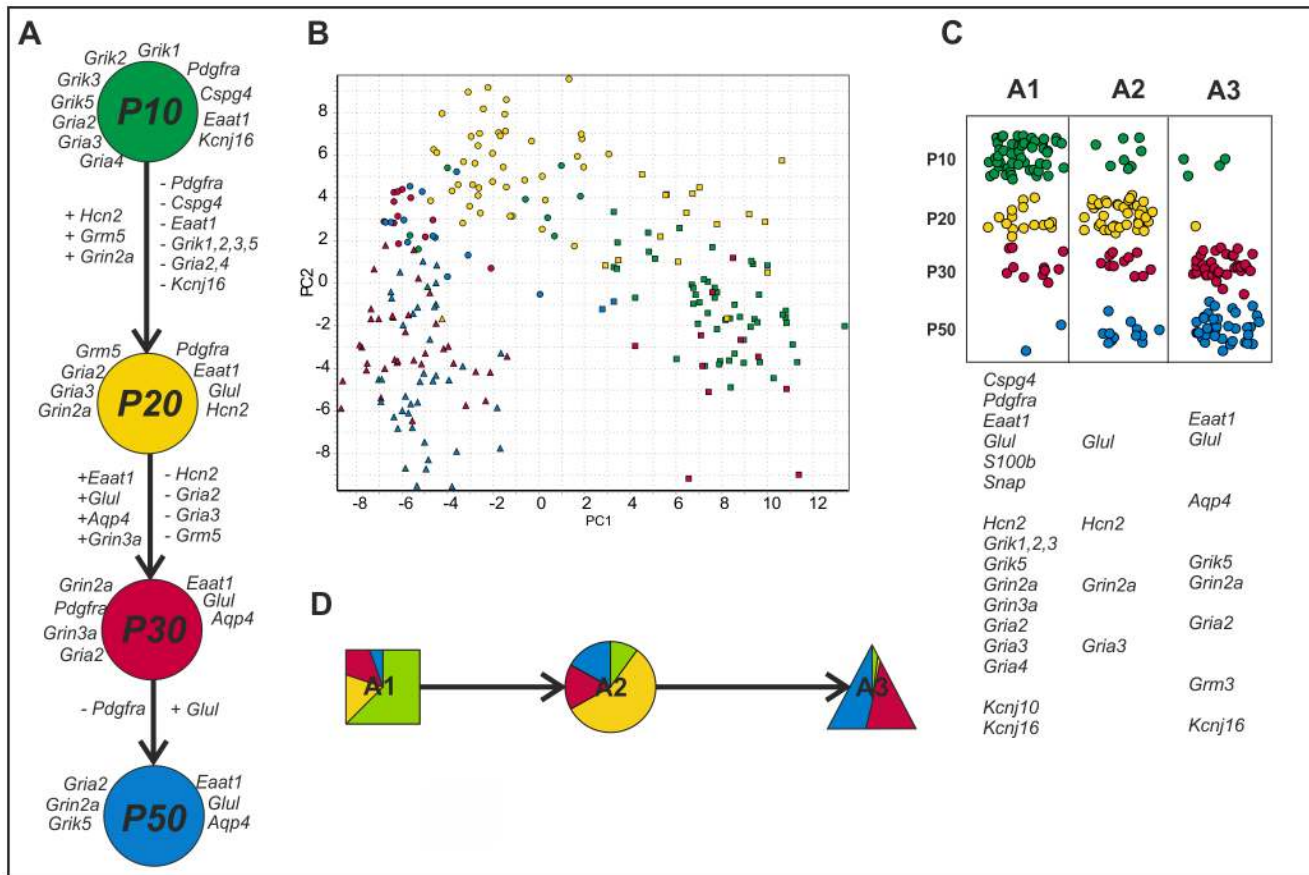 A
Grik2
Grik1
Grik3
Pdgfra
Grik5
Cspg4
Gria2
Eaat1
Gria3
Kcnj16
Gria4
P10
+ Hcn2
+ Grm5
+ Grin2a
- Pdgfra
- Cspg4
- Eaat1
- Grik1,2,3,5
- Gria2,4
- Kcnj16
Grm5
Gria2
Gria3
Grin2a
P20
Pdgfra
Eaat1
Glul
Hcn2
+Eaat1
+Glul
+Aqp4
+Grin3a
- Hcn2
- Gria2
- Gria3
- Grm5
Grin2a
Pdgfra
Grin3a
Gria2
P30
Eaat1
Glul
Aqp4
- Pdgfra
+ Glul
Gria2
Grin2a
Grik5
P50
Eaat1
Glul
Aqp4
B
PC2
8
6
4
2
0
-2
-4
-6
-8
-8 -6 -4 -2 0 2 4 6 8 10 12
PC1
C
A1 A2 A3
P10
P20
P30
P50
Cspg4
Pdgfra
Eaat1 Eaat1
Glul Glul Glul
S100b
Snap
Aqp4
Hcn2 Hcn2
Grik1,2,3
Grik5 Grik5
Grin2a Grin2a Grin2a
Grin3a
Gria2 Gria2
Gria3 Gria3
Gria4
Grm3
Kcnj10
Kcnj16 Kcnj16
D
A1 A2 A3